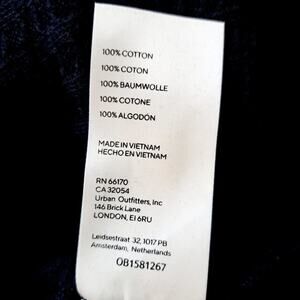 100% COTTON
100% COTON
100% BAUMWOLLE
100% COTONE
100% ALGODÓN
MADE IN VIETNAM
HECHO EN VIETNAM
RN 66170
CA 32054
Urban Outfitters, Inc
146 Brick Lane
LONDON, E1 6RU
Leidsestraat 32, 1017 PB
Amsterdam, Netherlands
OB1581267